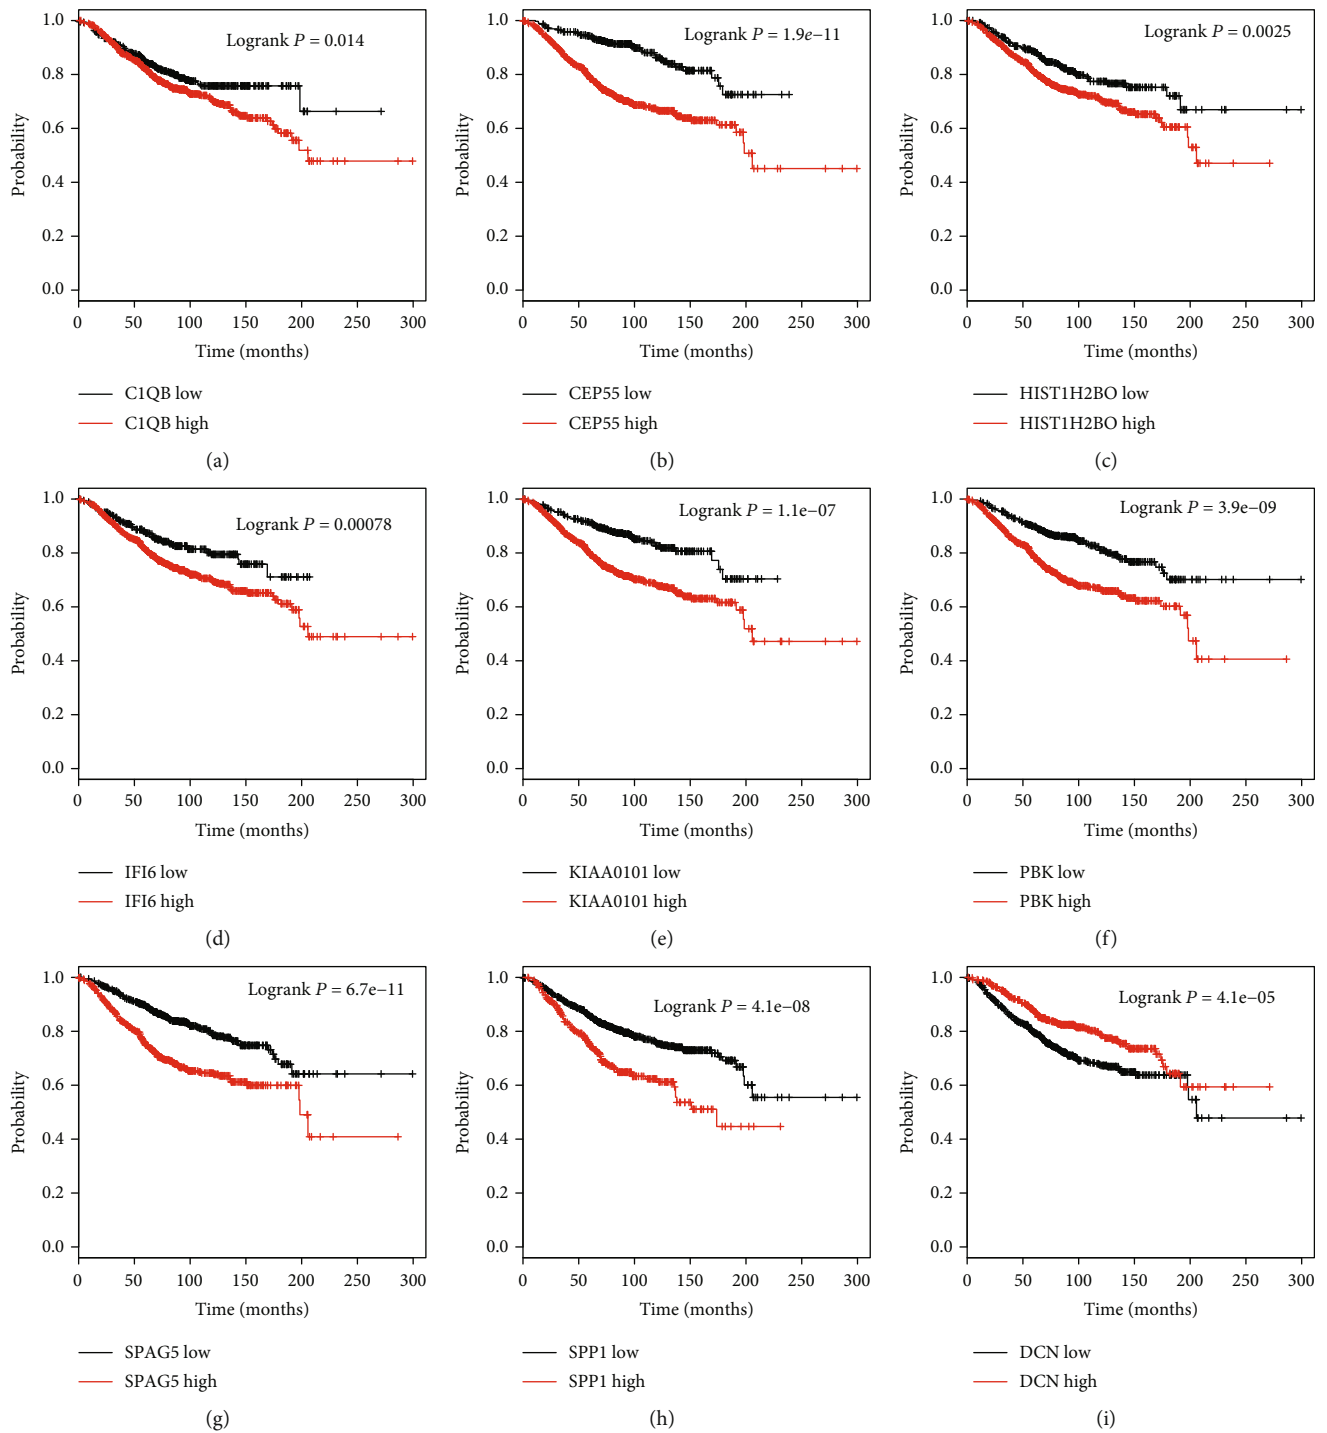 1.0
0.8
0.6
0.4
0.2
0.0
Probability
Logrank P = 0.014
0 50 100 150 200 250 300
Time (months)
C1QB low
C1QB high
(a)
1.0
0.8
0.6
0.4
0.2
0.0
Probability
Logrank P = 1.9e−11
0 50 100 150 200 250 300
Time (months)
CEP55 low
CEP55 high
(b)
1.0
0.8
0.6
0.4
0.2
0.0
Probability
Logrank P = 0.0025
0 50 100 150 200 250 300
Time (months)
HIST1H2BO low
HIST1H2BO high
(c)
1.0
0.8
0.6
0.4
0.2
0.0
Probability
Logrank P = 0.00078
0 50 100 150 200 250 300
Time (months)
IFI6 low
IFI6 high
(d)
1.0
0.8
0.6
0.4
0.2
0.0
Probability
Logrank P = 1.1e−07
0 50 100 150 200 250 300
Time (months)
KIAA0101 low
KIAA0101 high
(e)
1.0
0.8
0.6
0.4
0.2
0.0
Probability
Logrank P = 3.9e−09
0 50 100 150 200 250 300
Time (months)
PBK low
PBK high
(f)
1.0
0.8
0.6
0.4
0.2
0.0
Probability
Logrank P = 6.7e−11
0 50 100 150 200 250 300
Time (months)
SPAG5 low
SPAG5 high
(g)
1.0
0.8
0.6
0.4
0.2
0.0
Probability
Logrank P = 4.1e−08
0 50 100 150 200 250 300
Time (months)
SPP1 low
SPP1 high
(h)
1.0
0.8
0.6
0.4
0.2
0.0
Probability
Logrank P = 4.1e−05
0 50 100 150 200 250 300
Time (months)
DCN low
DCN high
(i)